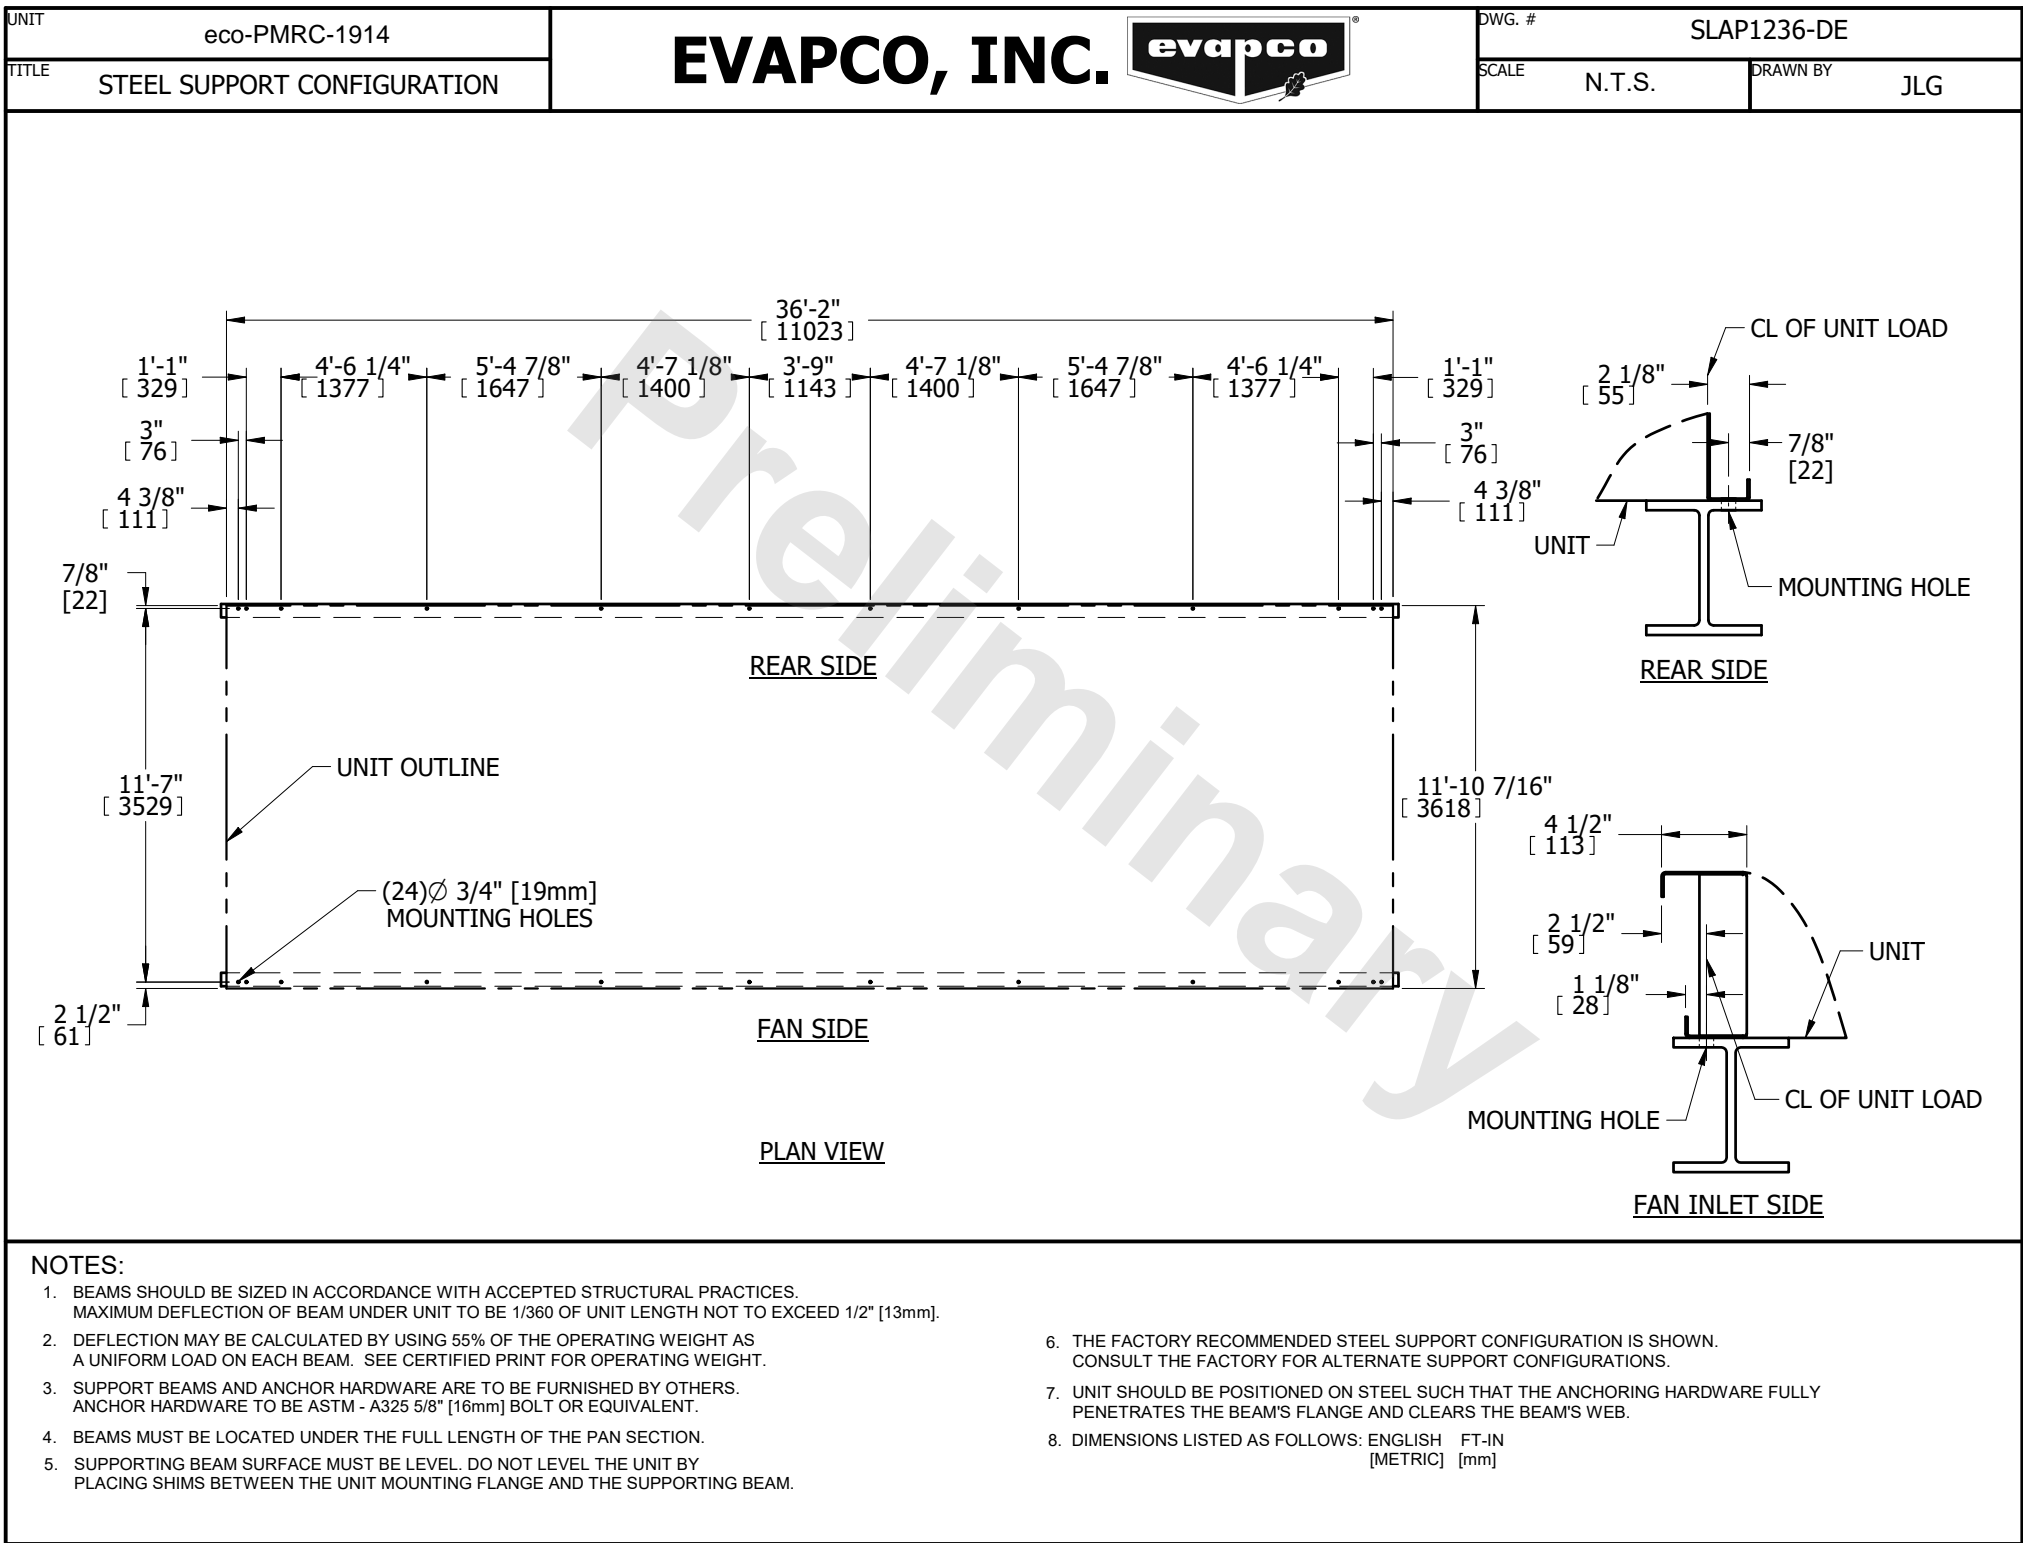 UNIT
eco-PMRC-1914
TITLE
STEEL SUPPORT CONFIGURATION
EVAPCO, INC.
evapco
®
DWG. #
SLAP1236-DE
SCALE
N.T.S.
DRAWN BY
JLG
36'-2"
[ 11023]
1'-1"
[ 329]
4'-6 1/4"
[ 1377 ]
5'-4 7/8"
[ 1647 ]
4'-7 1/8"
[ 1400 ]
3'-9"
[ 1143 ]
4'-7 1/8"
[ 1400 ]
5'-4 7/8"
[ 1647 ]
4'-6 1/4"
[ 1377 ]
1'-1"
[ 329]
3"
[ 76]
3"
[ 76]
4 3/8"
[ 111]
4 3/8"
[ 111]
7/8"
[22]
REAR SIDE
UNIT OUTLINE
11'-7"
[ 3529]
11'-10 7/16"
[ 3618]
(24)∅ 3/4" [19mm]
MOUNTING HOLES
2 1/2"
[ 61]
FAN SIDE
PLAN VIEW
Preliminary
CL OF UNIT LOAD
2 1/8"
[ 55]
7/8"
[22]
UNIT
MOUNTING HOLE
REAR SIDE
4 1/2"
[ 113]
2 1/2"
[ 59]
UNIT
1 1/8"
[ 28]
CL OF UNIT LOAD
MOUNTING HOLE
FAN INLET SIDE
NOTES:
1. BEAMS SHOULD BE SIZED IN ACCORDANCE WITH ACCEPTED STRUCTURAL PRACTICES.
MAXIMUM DEFLECTION OF BEAM UNDER UNIT TO BE 1/360 OF UNIT LENGTH NOT TO EXCEED 1/2" [13mm].
2. DEFLECTION MAY BE CALCULATED BY USING 55% OF THE OPERATING WEIGHT AS
A UNIFORM LOAD ON EACH BEAM. SEE CERTIFIED PRINT FOR OPERATING WEIGHT.
3. SUPPORT BEAMS AND ANCHOR HARDWARE ARE TO BE FURNISHED BY OTHERS.
ANCHOR HARDWARE TO BE ASTM - A325 5/8" [16mm] BOLT OR EQUIVALENT.
4. BEAMS MUST BE LOCATED UNDER THE FULL LENGTH OF THE PAN SECTION.
5. SUPPORTING BEAM SURFACE MUST BE LEVEL. DO NOT LEVEL THE UNIT BY
PLACING SHIMS BETWEEN THE UNIT MOUNTING FLANGE AND THE SUPPORTING BEAM.
6. THE FACTORY RECOMMENDED STEEL SUPPORT CONFIGURATION IS SHOWN.
CONSULT THE FACTORY FOR ALTERNATE SUPPORT CONFIGURATIONS.
7. UNIT SHOULD BE POSITIONED ON STEEL SUCH THAT THE ANCHORING HARDWARE FULLY
PENETRATES THE BEAM'S FLANGE AND CLEARS THE BEAM'S WEB.
8. DIMENSIONS LISTED AS FOLLOWS: ENGLISH FT-IN
[METRIC] [mm]